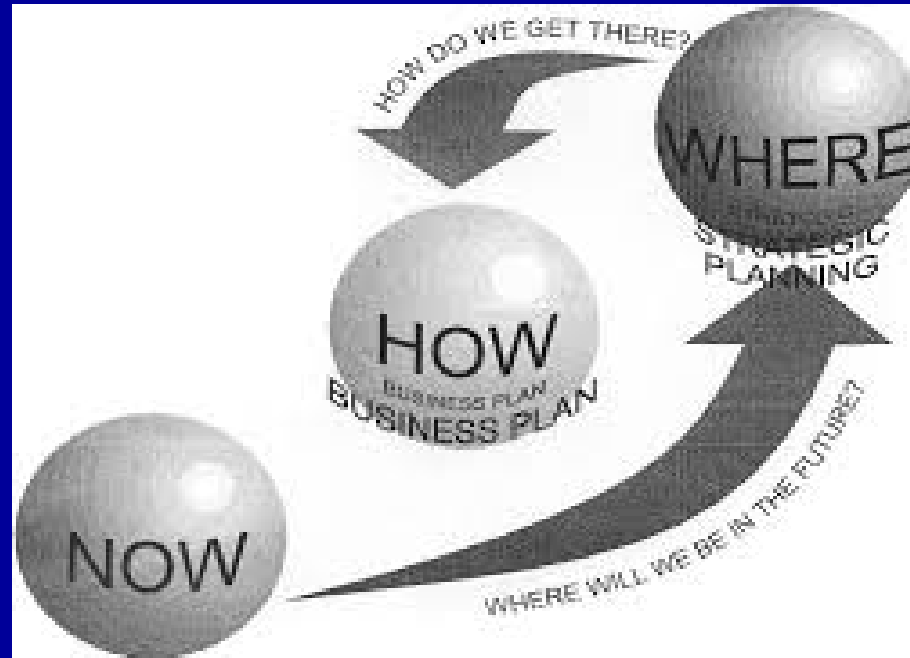 HOW DO WE GET THERE?
WHERE
STRATEGIC
PLANNING
HOW
BUSINESS PLAN
BUSINESS PLAN
NOW
WHERE WILL WE BE IN THE FUTURE?